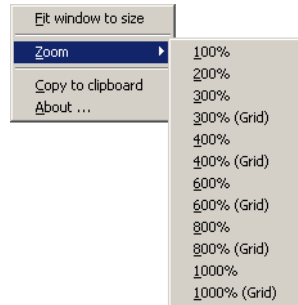 Fit window to size
Zoom
Copy to clipboard
About ...
100%
200%
300%
300% (Grid)
400%
400% (Grid)
600%
600% (Grid)
800%
800% (Grid)
1000%
1000% (Grid)